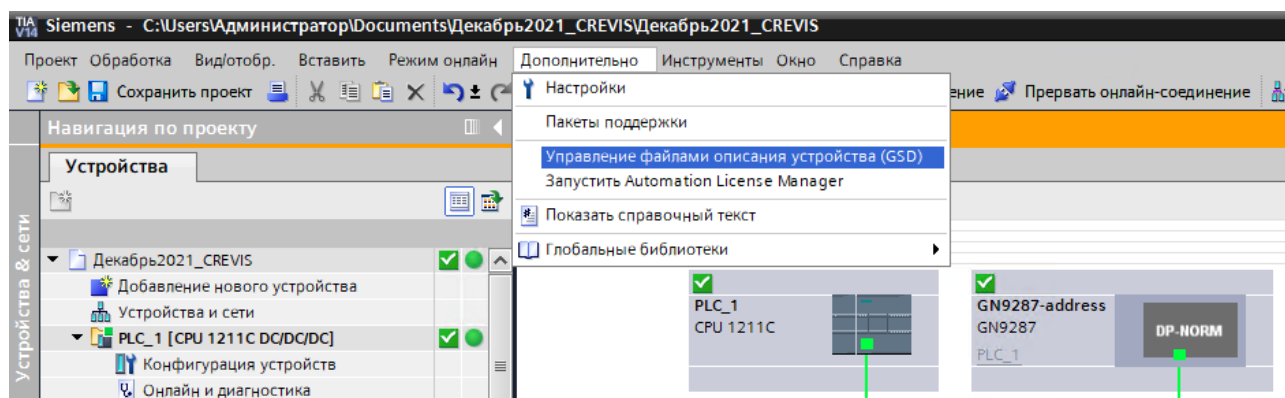 TIA V14 Siemens - C:\Users\Администратор\Documents\Декабрь2021_CREVIS\Декабрь2021_CREVIS
Проект Обработка Вид/отобр. Вставить Режим онлайн Дополнительно Инструменты Окно Справка
Сохранить проект
Прервать онлайн-соединение
Настройки
Пакеты поддержки
Управление файлами описания устройства (GSD)
Запустить Automation License Manager
Показать справочный текст
Глобальные библиотеки
Навигация по проекту
Устройства
Устройства & сети
Декабрь2021_CREVIS
Добавление нового устройства
Устройства и сети
PLC_1 [CPU 1211C DC/DC/DC]
Конфигурация устройств
Онлайн и диагностика
PLC_1
CPU 1211C
GN9287-address
GN9287
PLC_1
DP-NORM